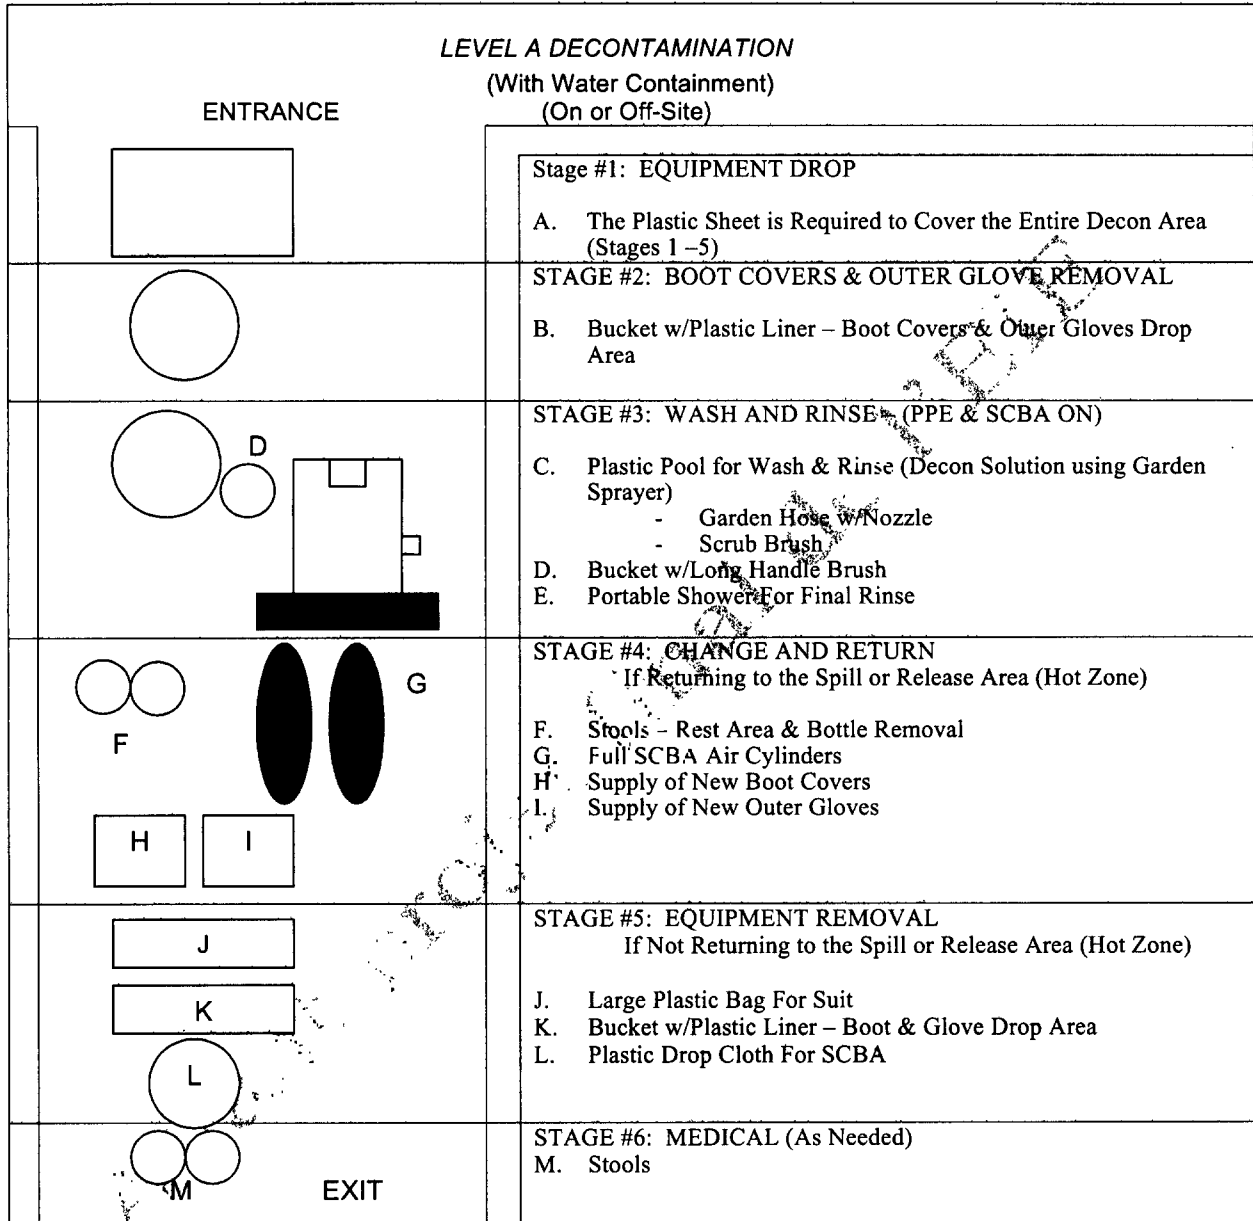 LEVEL A DECONTAMINATION
(With Water Containment)
ENTRANCE
(On or Off-Site)
Stage #1: EQUIPMENT DROP
A. The Plastic Sheet is Required to Cover the Entire Decon Area
(Stages 1 –5)
STAGE #2: BOOT COVERS & OUTER GLOVE REMOVAL
B. Bucket w/Plastic Liner – Boot Covers & Outer Gloves Drop
Area
D
STAGE #3: WASH AND RINSE – (PPE & SCBA ON)
C. Plastic Pool for Wash & Rinse (Decon Solution using Garden
Sprayer)
- Garden Hose w/Nozzle
- Scrub Brush
D. Bucket w/Long Handle Brush
E. Portable Shower For Final Rinse
G
F
H I
STAGE #4: CHANGE AND RETURN
If Returning to the Spill or Release Area (Hot Zone)
F. Stools – Rest Area & Bottle Removal
G. Full SCBA Air Cylinders
H. Supply of New Boot Covers
I. Supply of New Outer Gloves
J
K
L
STAGE #5: EQUIPMENT REMOVAL
If Not Returning to the Spill or Release Area (Hot Zone)
J. Large Plastic Bag For Suit
K. Bucket w/Plastic Liner – Boot & Glove Drop Area
L. Plastic Drop Cloth For SCBA
STAGE #6: MEDICAL (As Needed)
M. Stools
M EXIT